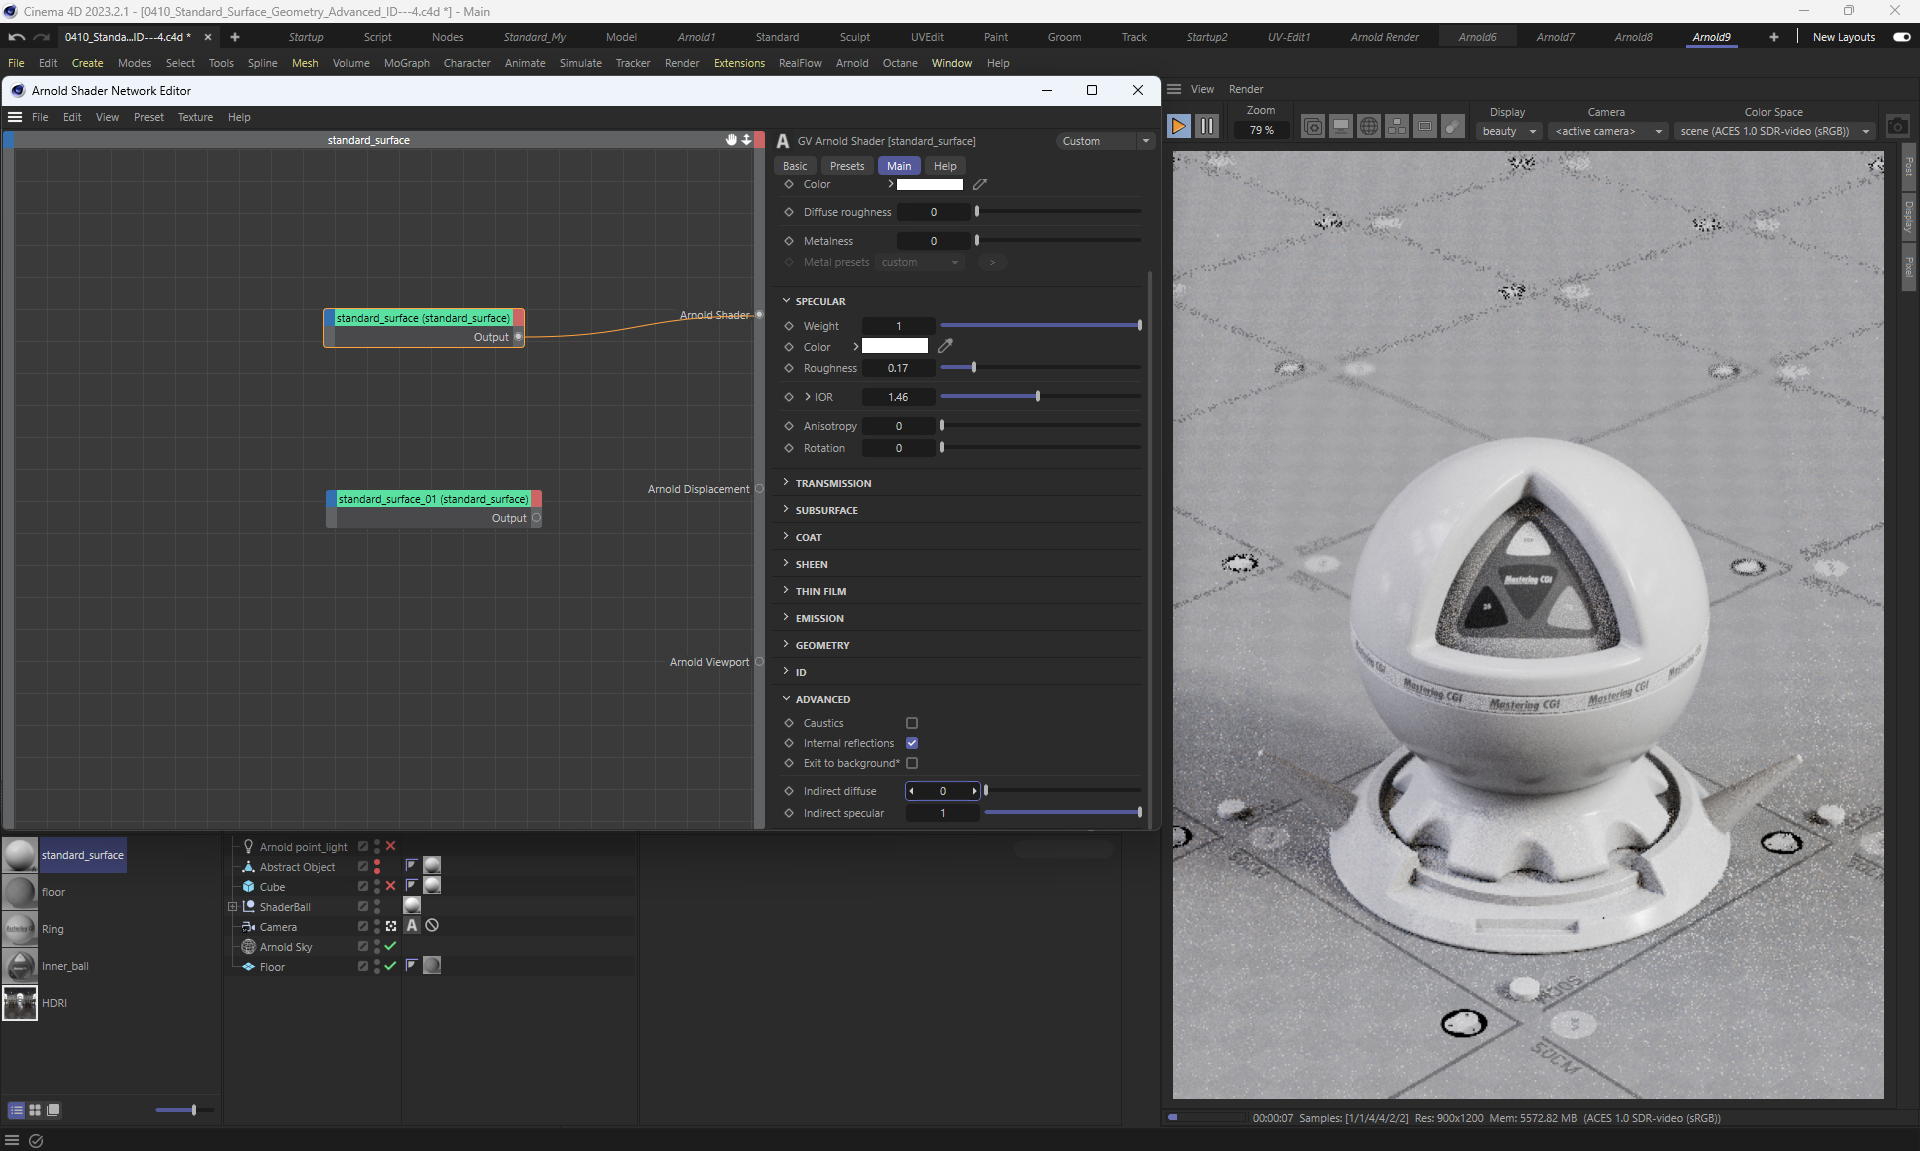 Cinema 4D 2023.2.1 - [0410_Standard_Surface_Geometry_Advanced_ID---4.c4d *] - Main
0410_Standa...ID---4.c4d *
Startup
Script
Nodes
Standard_My
Model
Arnold1
Standard
Sculpt
UVEdit
Paint
Groom
Track
Startup2
UV-Edit1
Arnold Render
Arnold6
Arnold7
Arnold8
Arnold9
New Layouts
File Edit Create Modes Select Tools Spline Mesh Volume MoGraph Character Animate Simulate Tracker Render Extensions RealFlow Arnold Octane Window Help
Arnold Shader Network Editor
File Edit View Preset Texture Help
standard_surface
standard_surface (standard_surface)
Output
Arnold Shader
standard_surface_01 (standard_surface)
Output
Arnold Displacement
Arnold Viewport
A GV Arnold Shader [standard_surface]
Custom
Basic
Presets
Main
Help
Color
Diffuse roughness 0
Metalness 0
Metal presets custom >
SPECULAR
Weight 1
Color
Roughness 0.17
IOR 1.46
Anisotropy 0
Rotation 0
TRANSMISSION
SUBSURFACE
COAT
SHEEN
THIN FILM
EMISSION
GEOMETRY
ID
ADVANCED
Caustics
Internal reflections
Exit to background*
Indirect diffuse 0
Indirect specular 1
standard_surface
floor
Ring
Inner_ball
HDRI
Arnold point_light
Abstract Object
Cube
ShaderBall
Camera
A
Arnold Sky
Floor
View Render
Zoom
79 %
Display
beauty
Camera
<active camera>
Color Space
scene (ACES 1.0 SDR-video (sRGB))
Post
Display
Pixel
Mastering CGI
Mastering CGI
Mastering CGI
Mastering CGI
50CM
50CM
00:00:07 Samples: [1/1/4/4/2/2] Res: 900x1200 Mem: 5572.82 MB (ACES 1.0 SDR-video (sRGB))